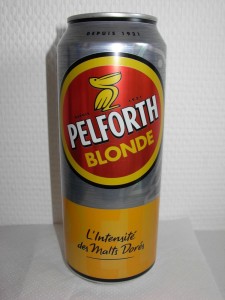 DEPUIS 1921
PELFORTH
BLONDE
L'Intensité
des Malts Dorés